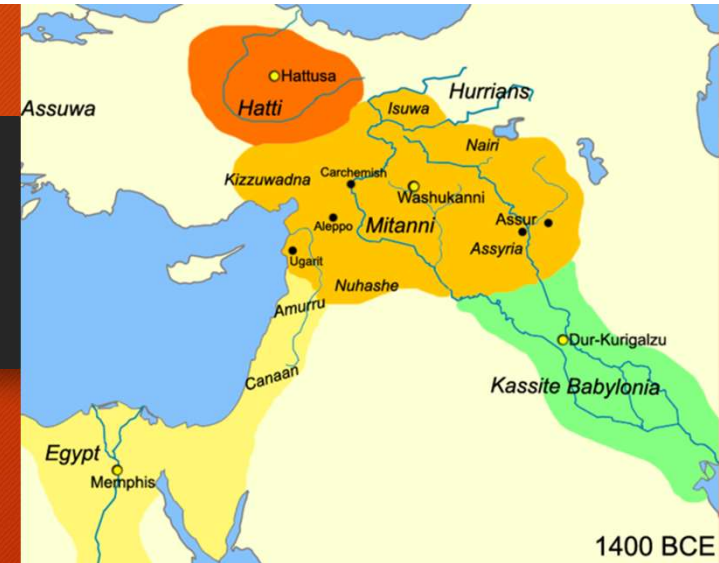 Hattusa
Hurrians
Assuwa
Hatti
Isuwa
Nairi
Kizzuwadna
Carchemish
Washukanni
Aleppo
Mitanni
Assur
Assyria
Ugarit
Nuhashe
Amurru
Dur-Kurigalzu
Canaan
Kassite Babylonia
Egypt
Memphis
1400 BCE